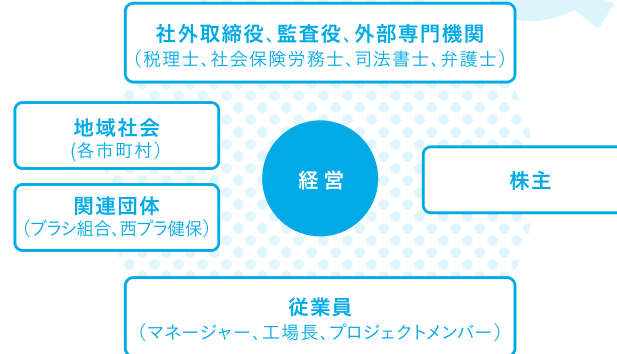 社外取締役、監査役、外部専門機関
（税理士、社会保険労務士、司法書士、弁護士）
地域社会
(各市町村）
関連団体
（ブラシ組合、西プラ健保）
経営
株主
従業員
（マネージャー、工場長、プロジェクトメンバー）